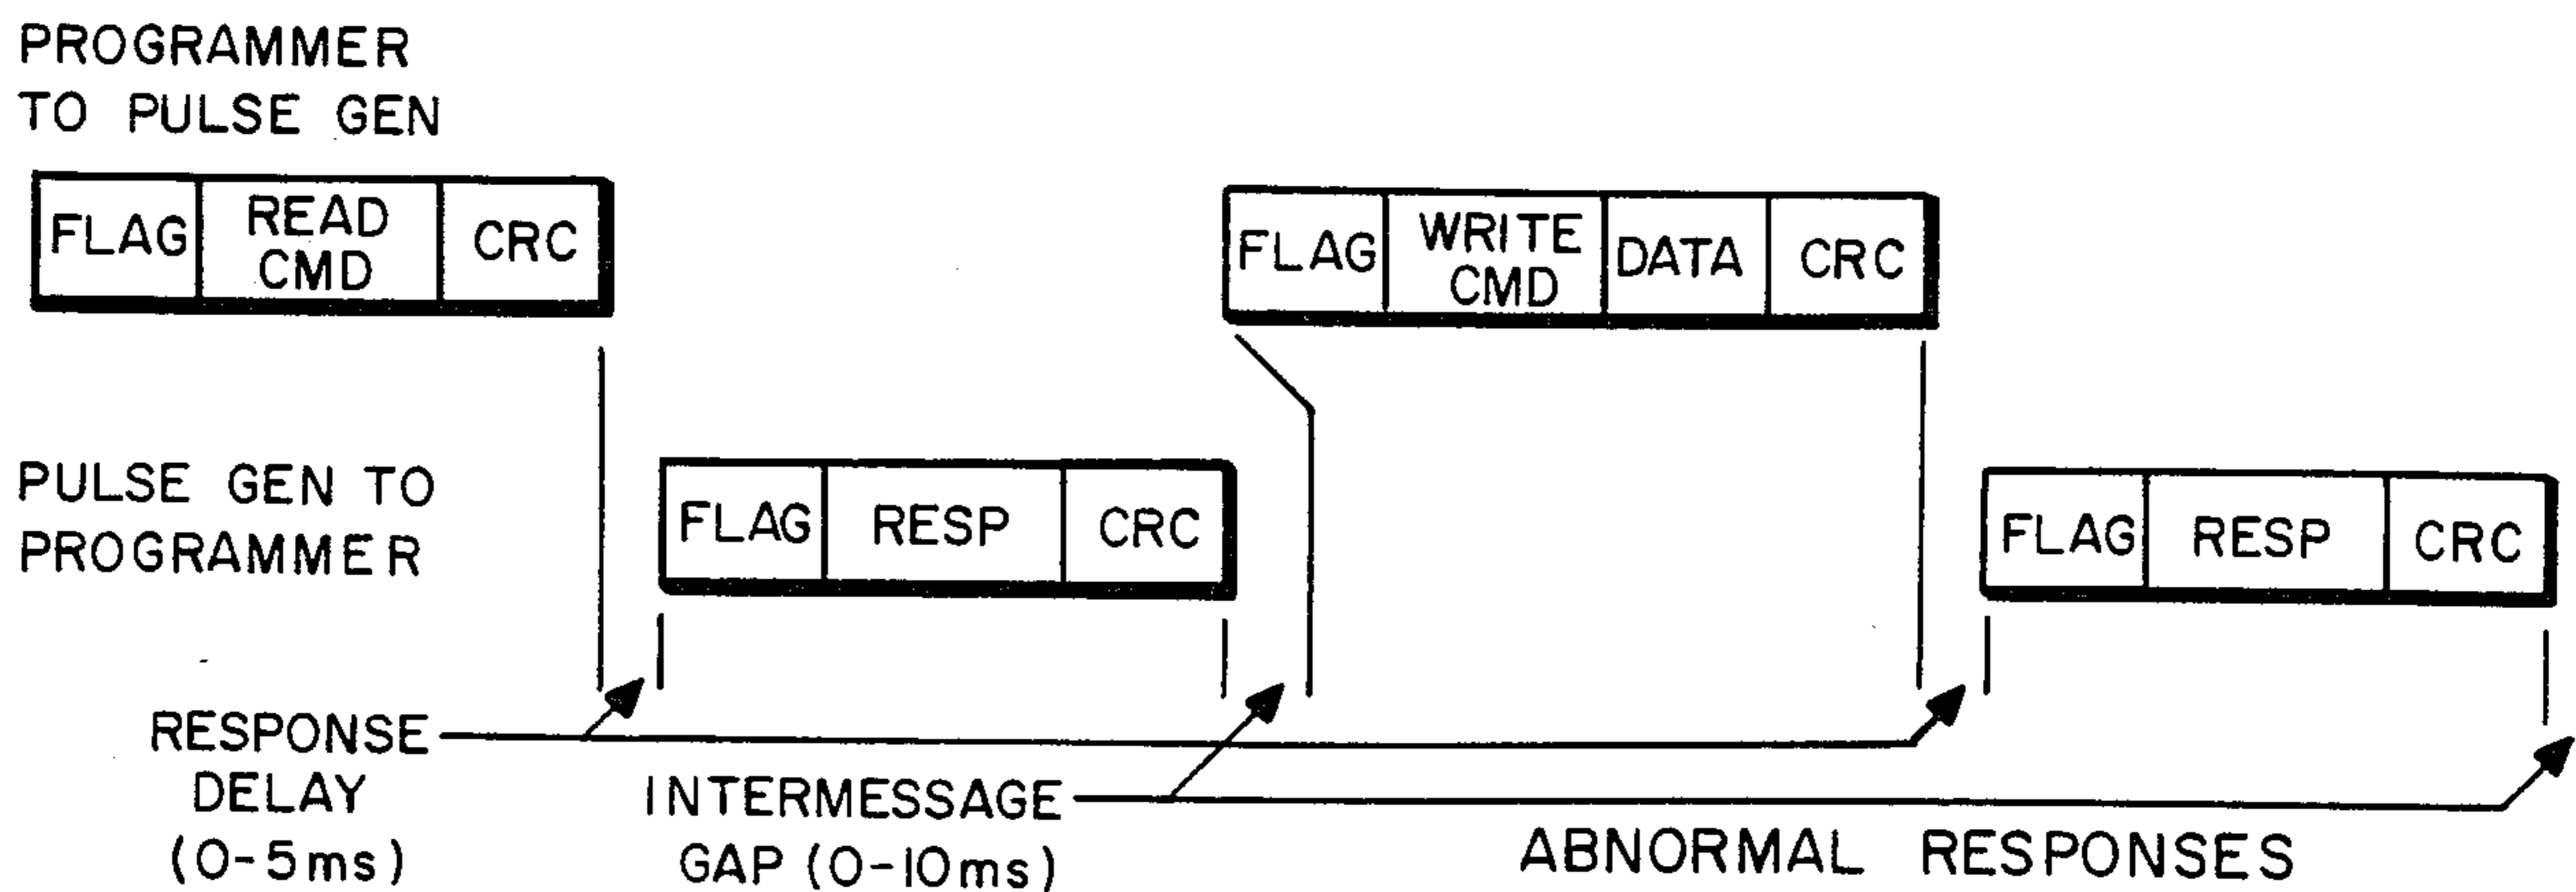 PROGRAMMER
TO PULSE GEN
FLAG READ CMD CRC
FLAG WRITE CMD DATA CRC
PULSE GEN TO
PROGRAMMER
FLAG RESP CRC
FLAG RESP CRC
RESPONSE
DELAY
(0-5ms)
INTERMESSAGE
GAP (0-10ms)
ABNORMAL RESPONSES